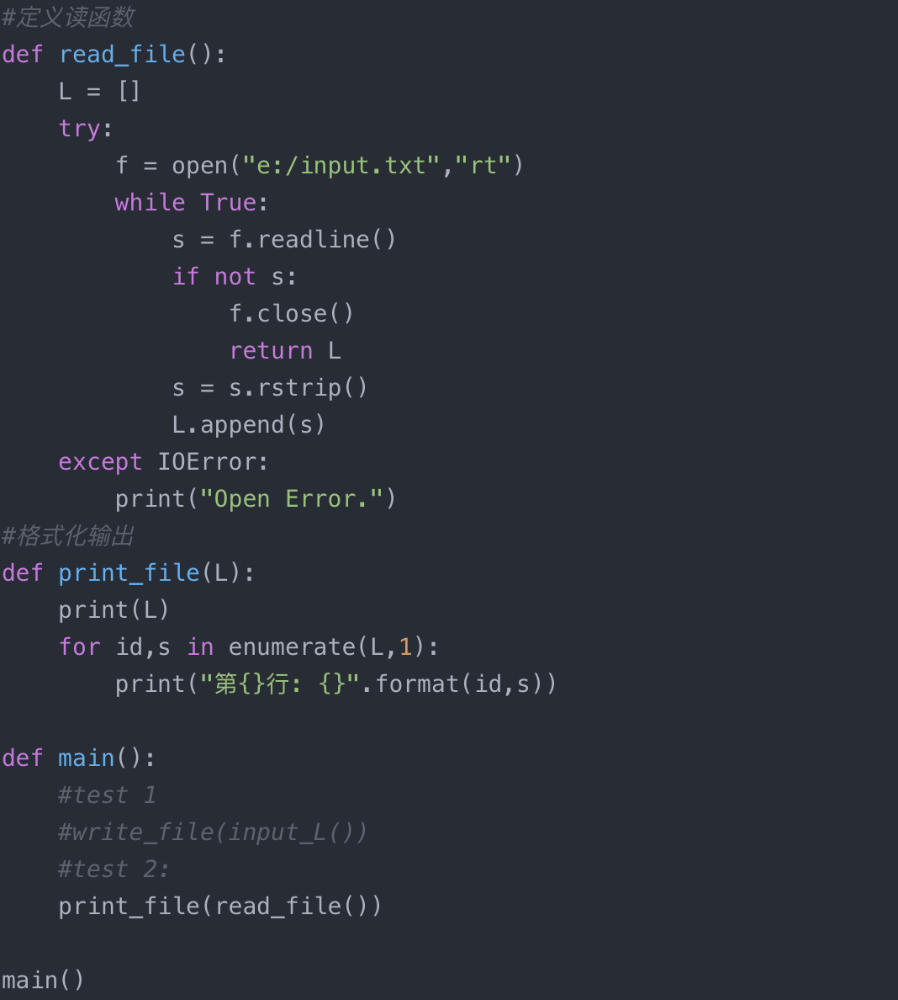 #定义读函数
def read_file():
    L = []
    try:
        f = open("e:/input.txt","rt")
        while True:
            s = f.readline()
            if not s:
                f.close()
                return L
            s = s.rstrip()
            L.append(s)
    except IOError:
        print("Open Error.")
#格式化输出
def print_file(L):
    print(L)
    for id,s in enumerate(L,1):
        print("第{}行: {}".format(id,s))

def main():
    #test 1
    #write_file(input_L())
    #test 2:
    print_file(read_file())

main()